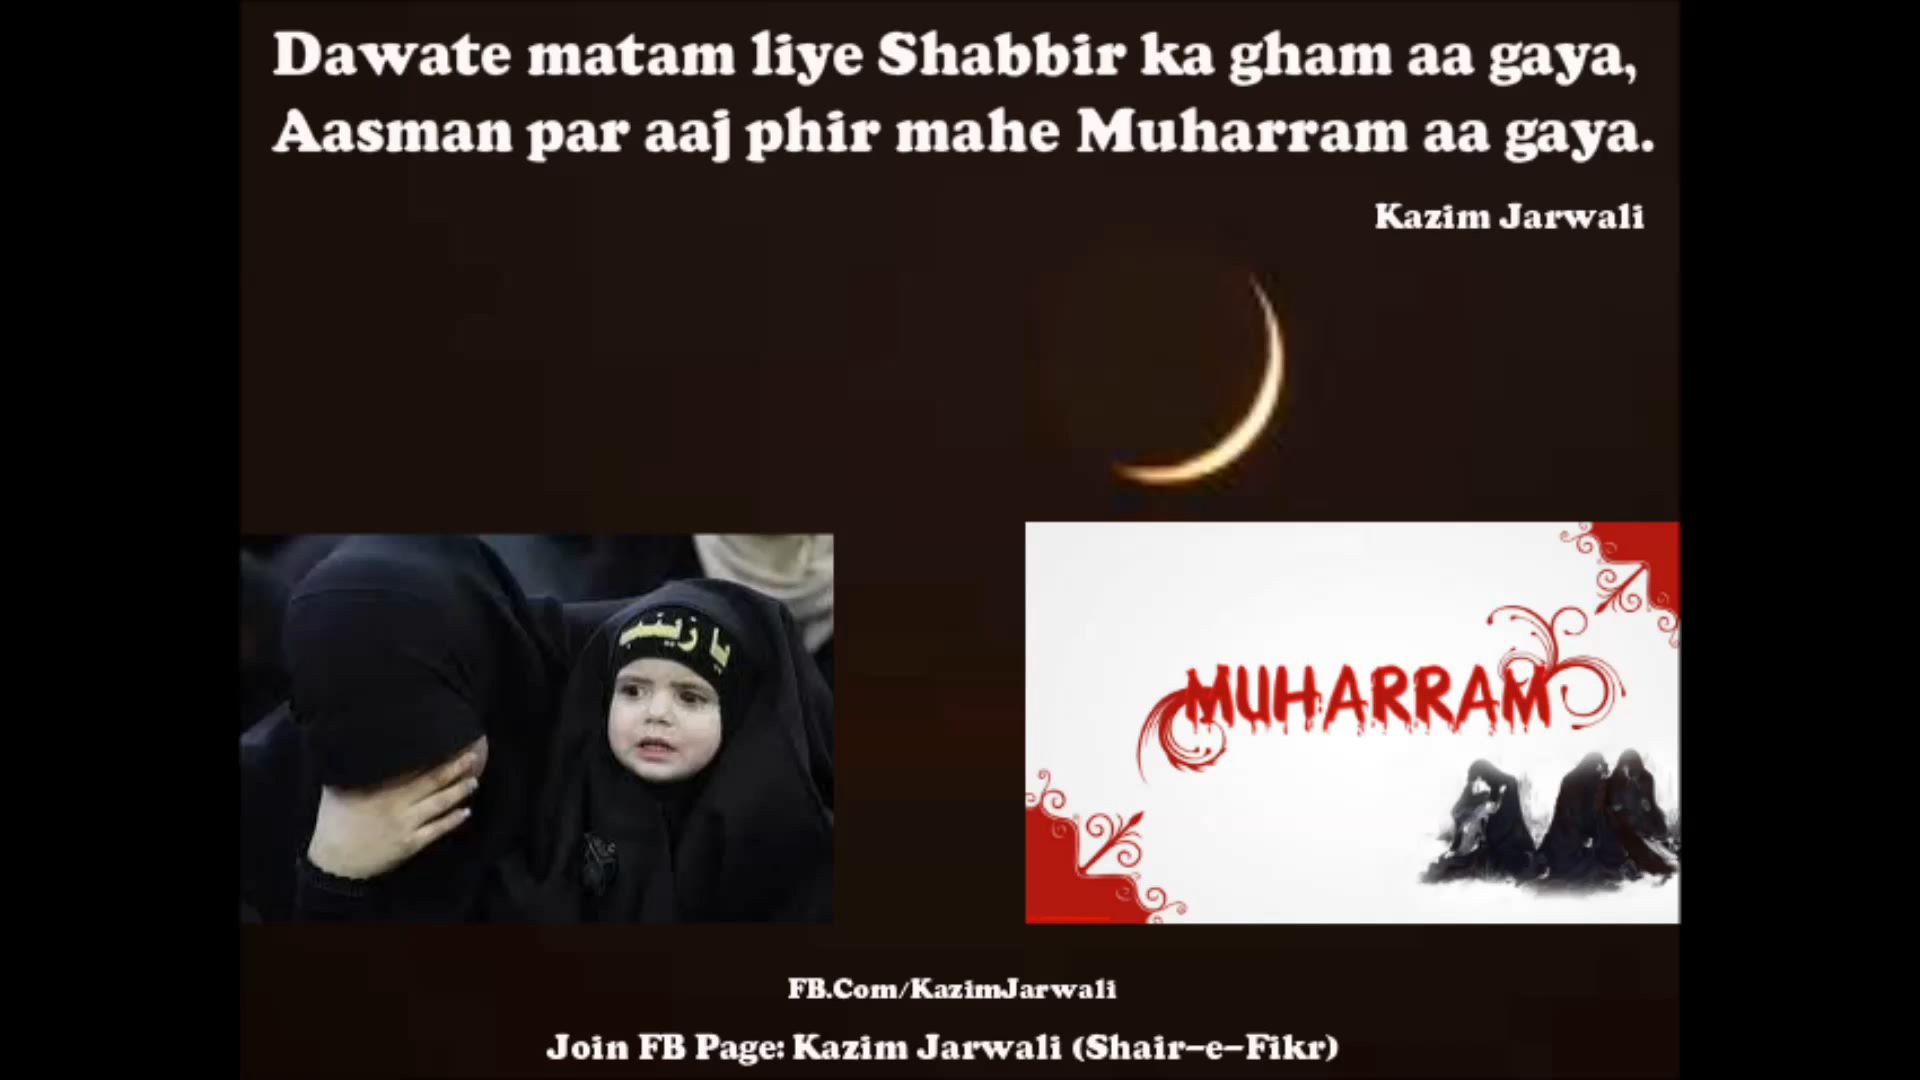 Dawate matam liye Shabbir ka gham aa gaya,
Aasman par aaj phir mahe Muharram aa gaya.
Kazim Jarwali
يا زينب
MUHARRAM
FB.Com/KazimJarwali
Join FB Page: Kazim Jarwali (Shair-e-Fikr)